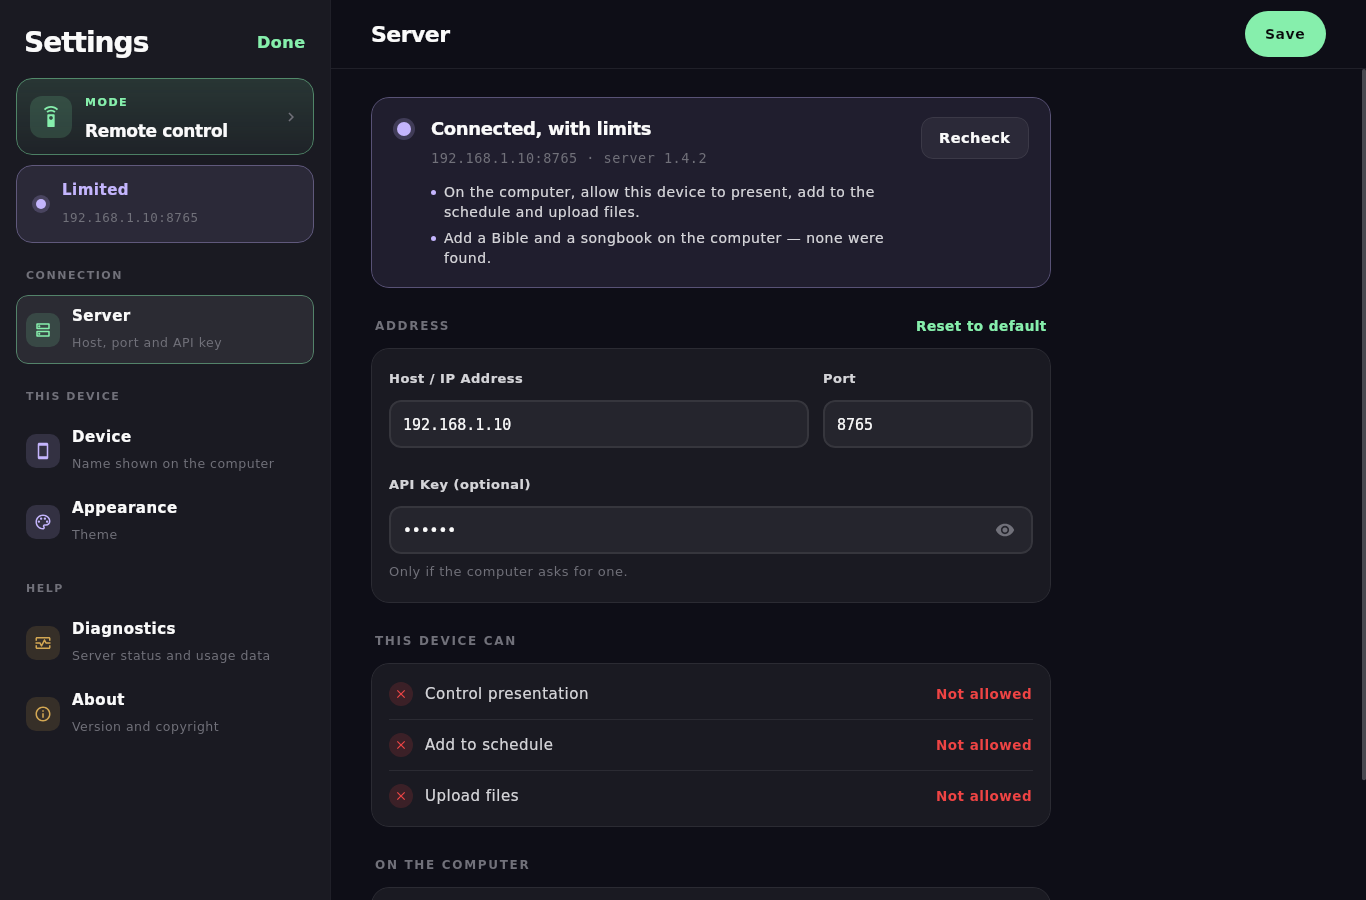 Settings
Done
MODE
Remote control
Limited
192.168.1.10:8765
CONNECTION
Server
Host, port and API key
THIS DEVICE
Device
Name shown on the computer
Appearance
Theme
HELP
Diagnostics
Server status and usage data
About
Version and copyright
Server
Save
Connected, with limits
192.168.1.10:8765 · server 1.4.2
Recheck
• On the computer, allow this device to present, add to the
schedule and upload files.
• Add a Bible and a songbook on the computer — none were
found.
ADDRESS
Reset to default
Host / IP Address
Port
192.168.1.10
8765
API Key (optional)
••••••
Only if the computer asks for one.
THIS DEVICE CAN
Control presentation
Not allowed
Add to schedule
Not allowed
Upload files
Not allowed
ON THE COMPUTER